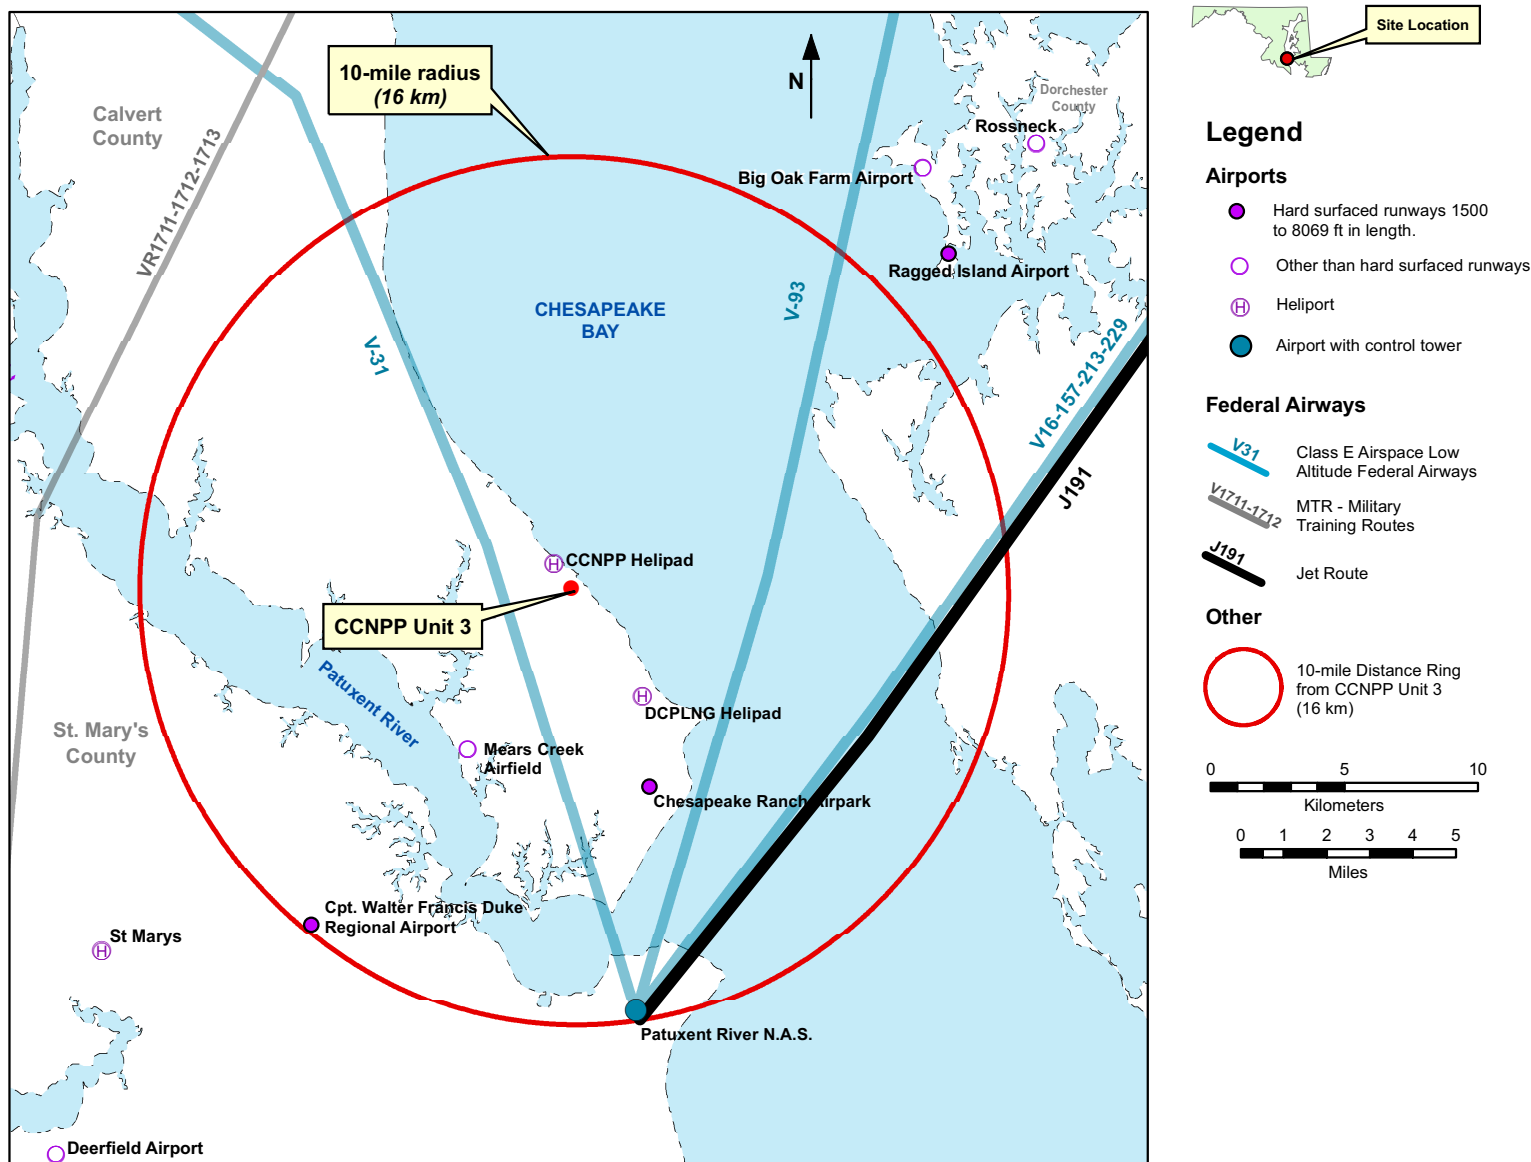 10-mile radius
(16 km)
N
Calvert
County
VR1711-1712-1713
Dorchester
County
Rossneck
Big Oak Farm Airport
Ragged Island Airport
CHESAPEAKE
BAY
V-31
V-93
V16-157-213-229
J191
CCNPP Helipad
CCNPP Unit 3
Patuxent River
H
H
DCPLNG Helipad
St. Mary's
County
Mears Creek
Airfield
Chesapeake Ranch Airpark
Cpt. Walter Francis Duke
Regional Airport
H
St Marys
Patuxent River N.A.S.
Deerfield Airport
Site Location
Legend
Airports
Hard surfaced runways 1500
to 8069 ft in length.
Other than hard surfaced runways
H
Heliport
Airport with control tower
Federal Airways
V31
Class E Airspace Low
Altitude Federal Airways
V1711-1712
MTR - Military
Training Routes
J191
Jet Route
Other
10-mile Distance Ring
from CCNPP Unit 3
(16 km)
0 5 10
Kilometers
0 1 2 3 4 5
Miles